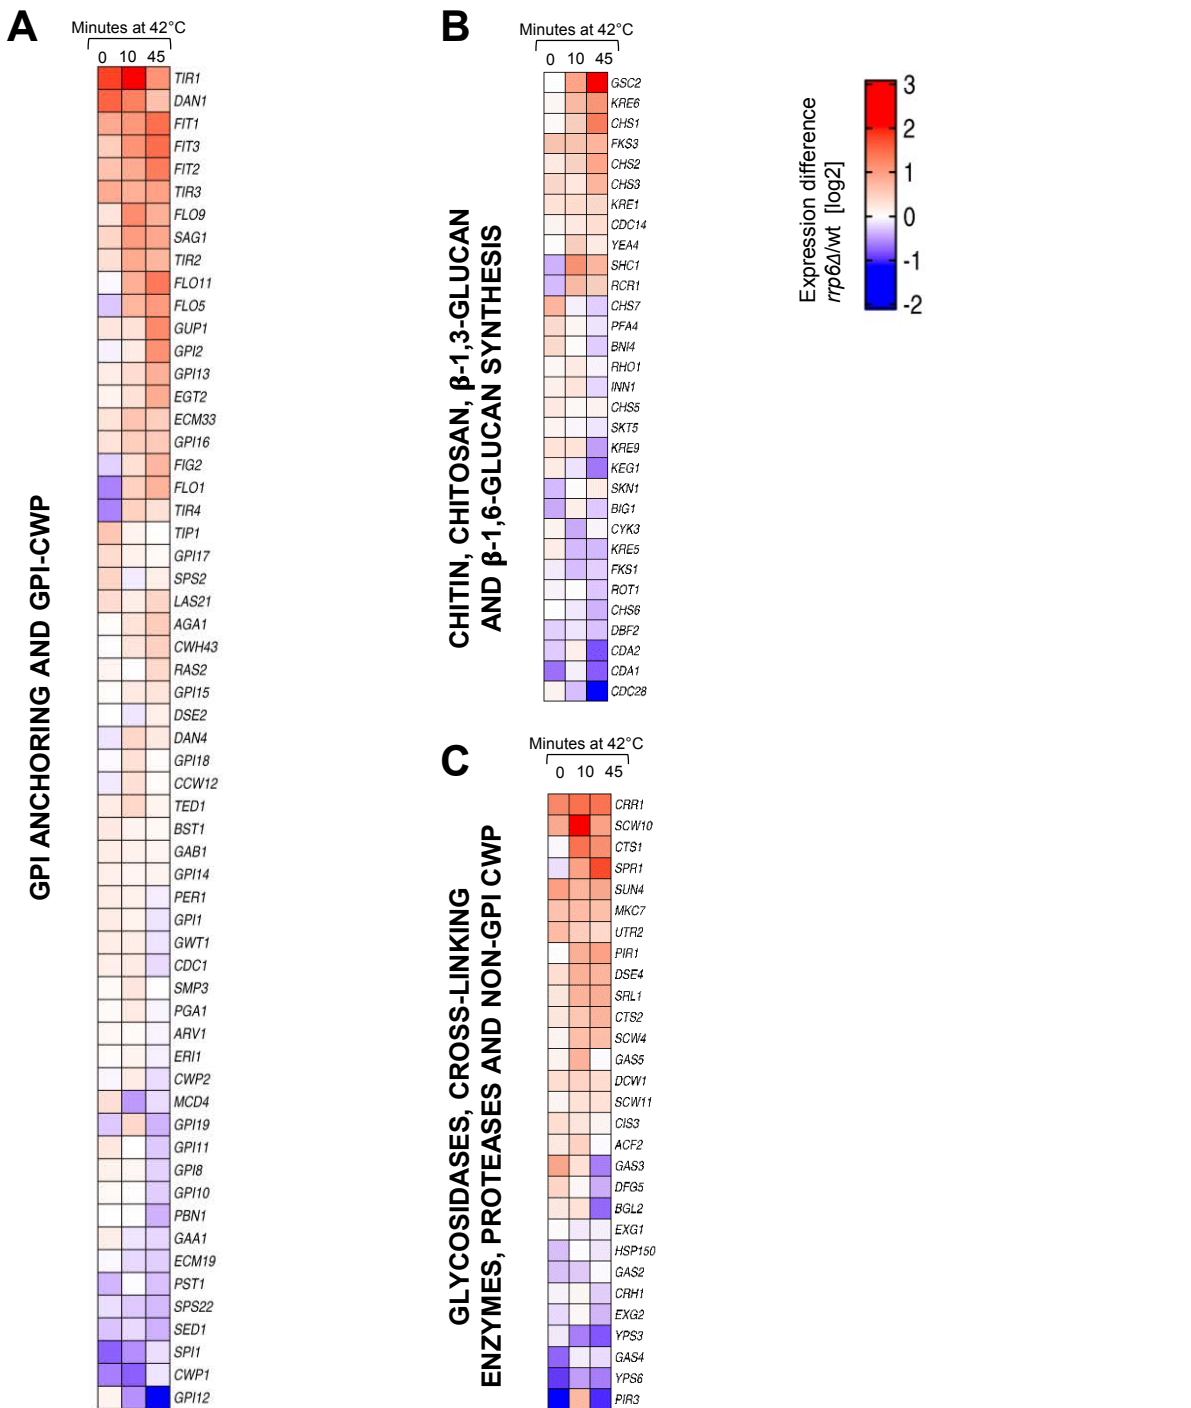 A
Minutes at 42°C
0 10 45
GPI ANCHORING AND GPI-CWP
TIR1
DAN1
FIT1
FIT3
FIT2
TIR3
FLO9
SAG1
TIR2
FLO11
FLO5
GUP1
GPI2
GPI13
EGT2
ECM33
GPI16
FIG2
FLO1
TIR4
TIP1
GPI17
SPS2
LAS21
AGA1
CWH43
RAS2
GPI15
DSE2
DAN4
GPI18
CCW12
TED1
BST1
GAB1
GPI14
PER1
GPI1
GWT1
CDC1
SMP3
PGA1
ARV1
ERI1
CWP2
MCD4
GPI19
GPI11
GPI8
GPI10
PBN1
GAA1
ECM19
PST1
SPS22
SED1
SPI1
CWP1
GPI12
B
Minutes at 42°C
0 10 45
CHITIN, CHITOSAN, β-1,3-GLUCAN
AND β-1,6-GLUCAN SYNTHESIS
GSC2
KRE6
CHS1
FKS3
CHS2
CHS3
KRE1
CDC14
YEA4
SHC1
RCR1
CHS7
PFA4
BNI4
RHO1
INN1
CHS5
SKT5
KRE9
KEG1
SKN1
BIG1
CYK3
KRE5
FKS1
ROT1
CHS6
DBF2
CDA2
CDA1
CDC28
Expression difference
rrp6Δ/wt [log2]
3
2
1
0
-1
-2
C
Minutes at 42°C
0 10 45
GLYCOSIDASES, CROSS-LINKING
ENZYMES, PROTEASES AND NON-GPI CWP
CRR1
SCW10
CTS1
SPR1
SUN4
MKC7
UTR2
PIR1
DSE4
SRL1
CTS2
SCW4
GAS5
DCW1
SCW11
CIS3
ACF2
GAS3
DFG5
BGL2
EXG1
HSP150
GAS2
CRH1
EXG2
YPS3
GAS4
YPS6
PIR3